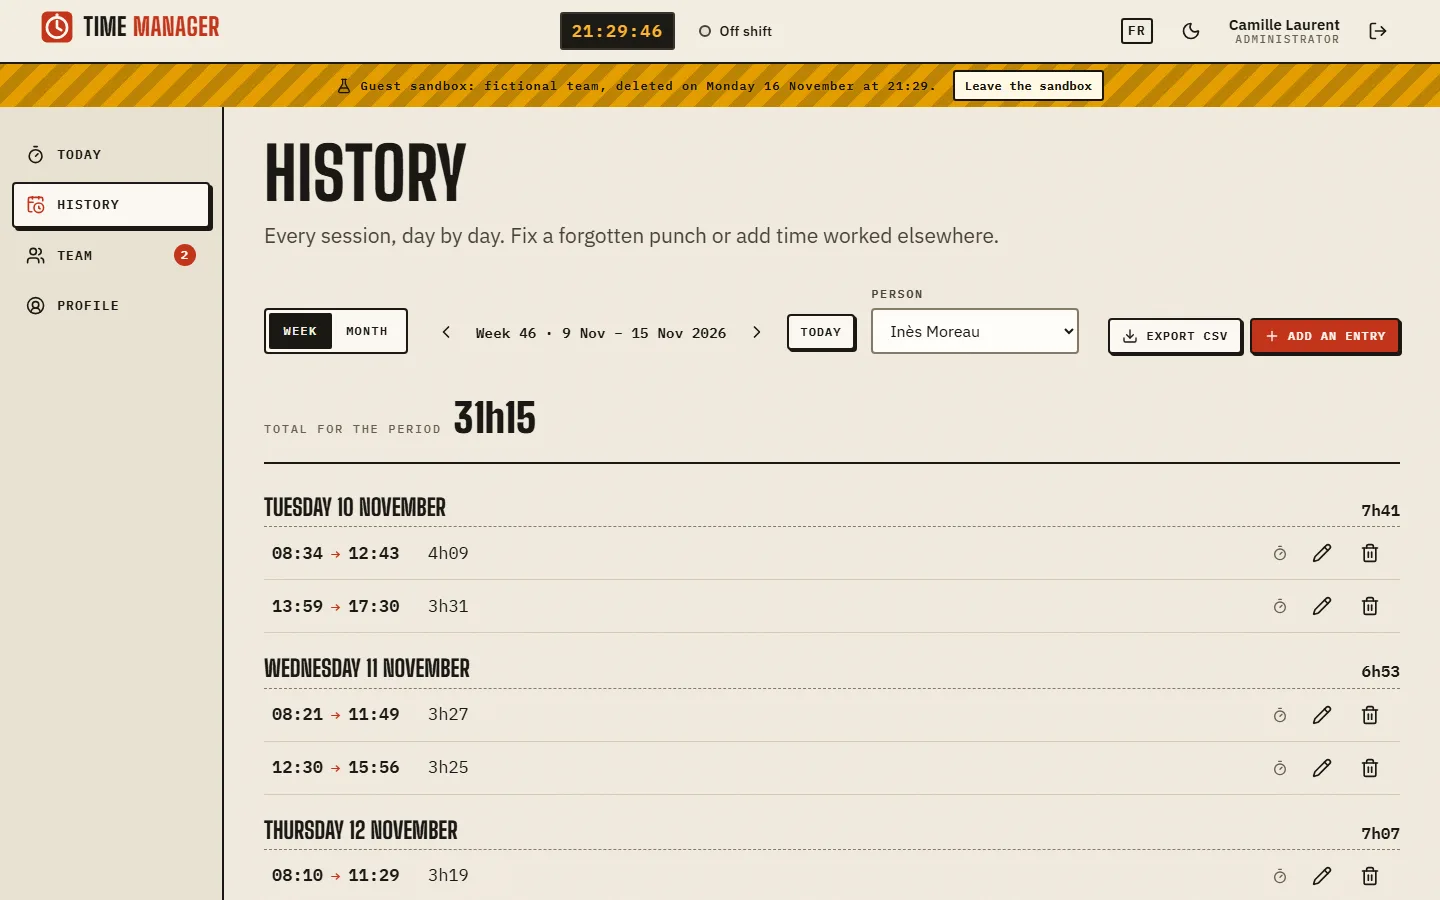 TIME MANAGER
21:29:46
Off shift
FR
Camille Laurent
ADMINISTRATOR
Guest sandbox: fictional team, deleted on Monday 16 November at 21:29.
Leave the sandbox
TODAY
HISTORY
TEAM
2
PROFILE
HISTORY
Every session, day by day. Fix a forgotten punch or add time worked elsewhere.
WEEK
MONTH
Week 46 · 9 Nov – 15 Nov 2026
TODAY
PERSON
Inès Moreau
EXPORT CSV
ADD AN ENTRY
TOTAL FOR THE PERIOD 31h15
TUESDAY 10 NOVEMBER 7h41
08:34 → 12:43 4h09
13:59 → 17:30 3h31
WEDNESDAY 11 NOVEMBER 6h53
08:21 → 11:49 3h27
12:30 → 15:56 3h25
THURSDAY 12 NOVEMBER 7h07
08:10 → 11:29 3h19